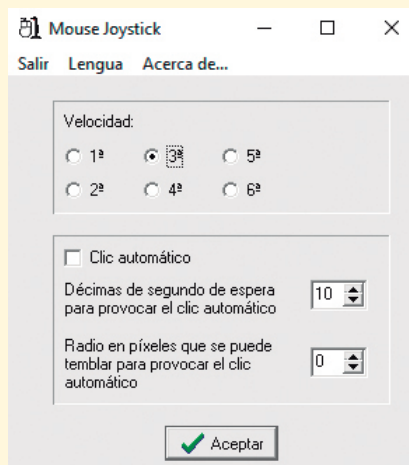 Mouse Joystick
Salir Lengua Acerca de...
Velocidad:
1ª 3ª 5ª
2ª 4ª 6ª
Clic automático
Décimas de segundo de espera
para provocar el clic automático
10
Radio en píxeles que se puede
temblar para provocar el clic
automático
0
Aceptar